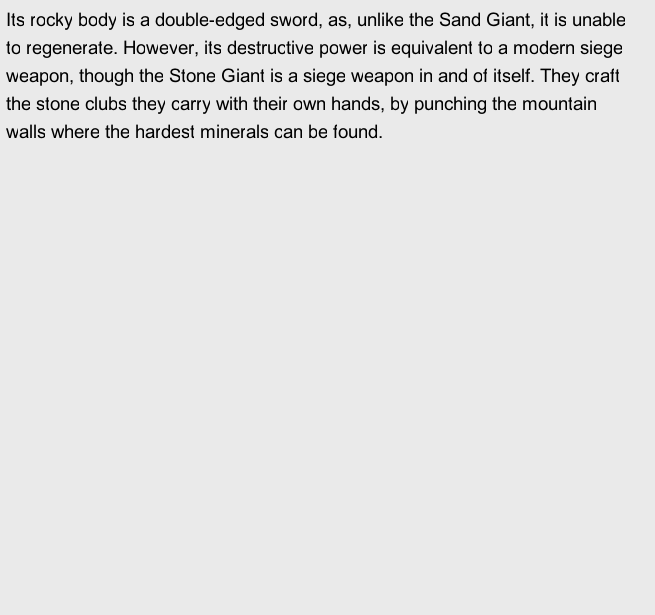 Its rocky body is a double-edged sword, as, unlike the Sand Giant, it is unable
to regenerate. However, its destructive power is equivalent to a modern siege
weapon, though the Stone Giant is a siege weapon in and of itself. They craft
the stone clubs they carry with their own hands, by punching the mountain
walls where the hardest minerals can be found.